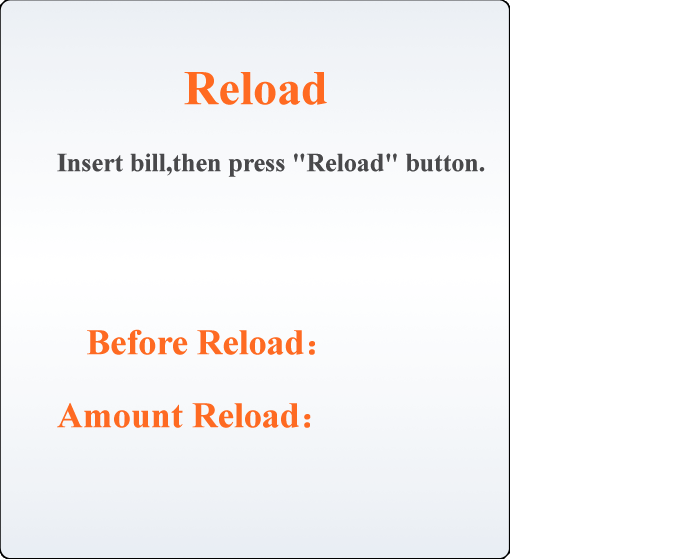 Reload
Insert bill,then press "Reload" button.
Before Reload：
Amount Reload：